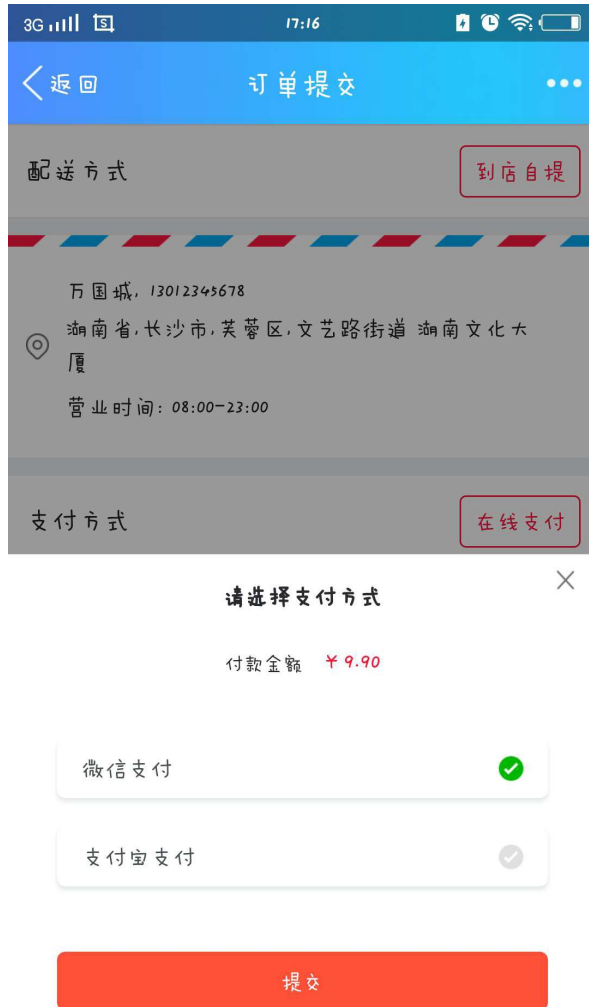 3G 17:16
返回 订单提交
配送方式 到店自提
万国城, 13012345678
湖南省,长沙市,芙蓉区,文艺路街道 湖南文化大
厦
营业时间: 08:00-23:00
支付方式 在线支付
请选择支付方式
付款金额 ￥9.90
微信支付
支付宝支付
提交